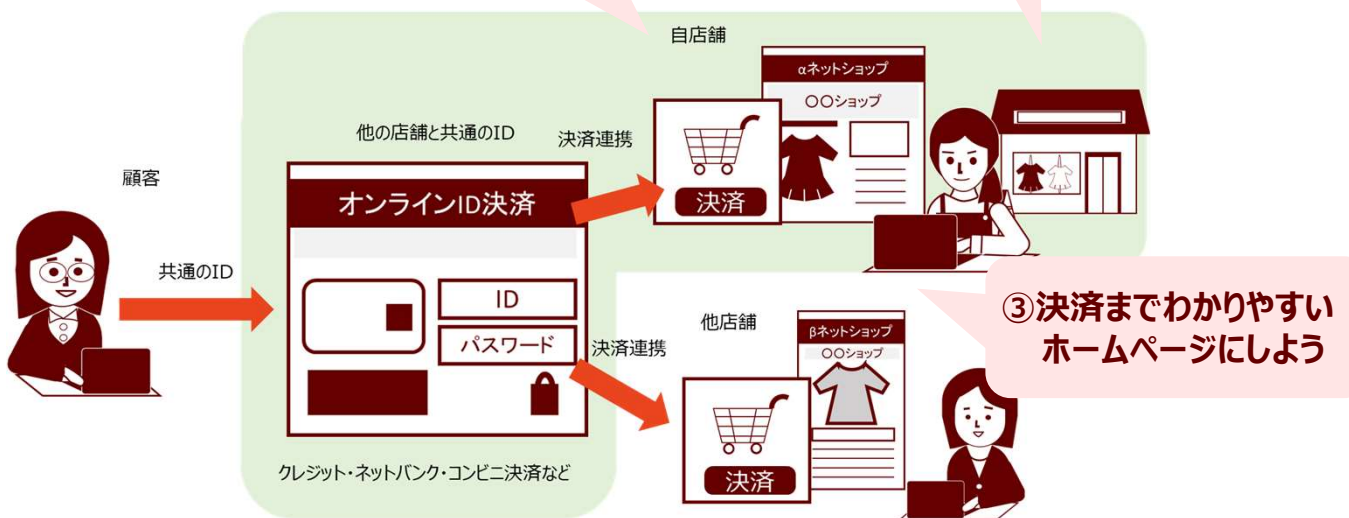 自店舗
αネットショップ
〇〇ショップ
他の店舗と共通のID
決済連携
決済
顧客
オンラインID決済
共通のID
ID
パスワード
決済連携
クレジット・ネットバンク・コンビニ決済など
他店舗
βネットショップ
〇〇ショップ
決済
③決済までわかりやすい
ホームページにしよう